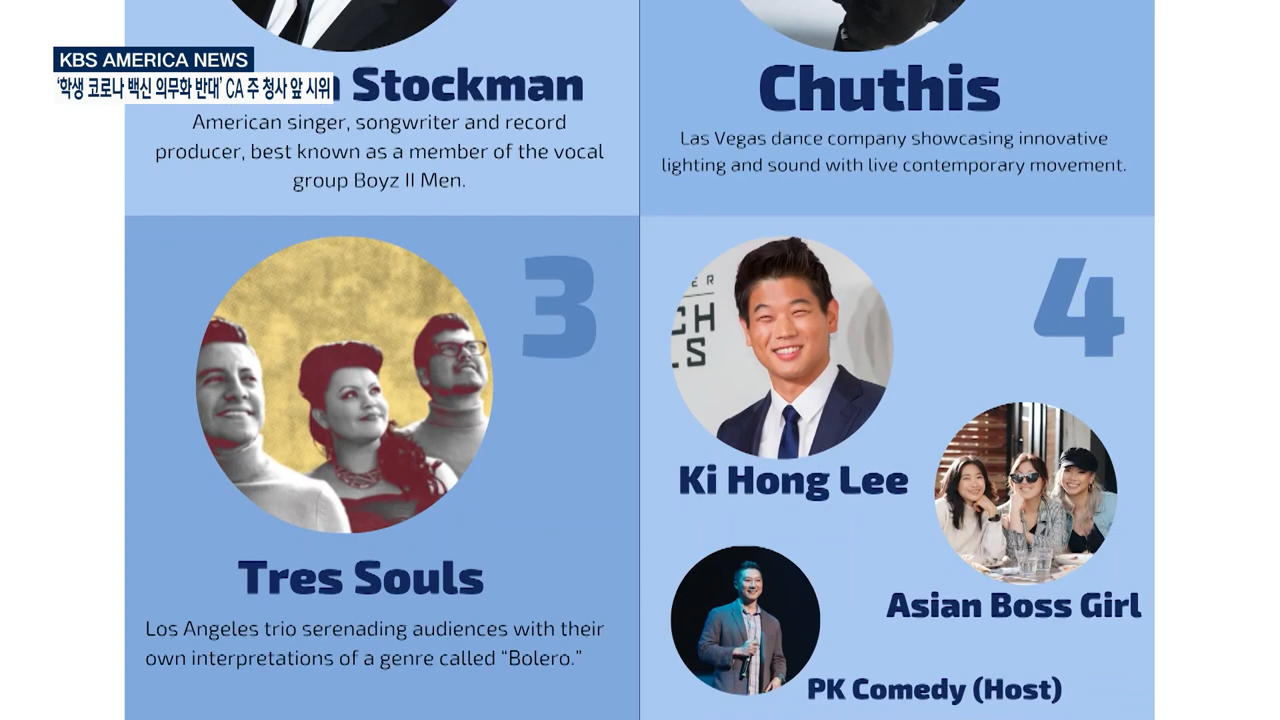 KBS AMERICA NEWS
'학생 코로나 백신 의무화 반대' CA 주 청사 앞 시위
Stockman
American singer, songwriter and record
producer, best known as a member of the vocal
group Boyz II Men.
Chuthis
Las Vegas dance company showcasing innovative
lighting and sound with live contemporary movement.
3
Tres Souls
Los Angeles trio serenading audiences with their
own interpretations of a genre called “Bolero.”
4
Ki Hong Lee
Asian Boss Girl
PK Comedy (Host)